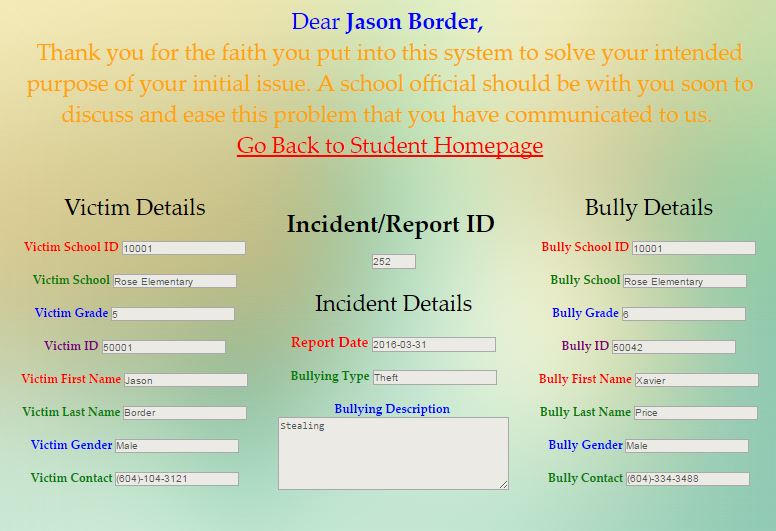 Dear Jason Border,
Thank you for the faith you put into this system to solve your intended
purpose of your initial issue. A school official should be with you soon to
discuss and ease this problem that you have communicated to us.
Go Back to Student Homepage
Victim Details
Victim School ID 10001
Victim School Rose Elementary
Victim Grade 5
Victim ID 50001
Victim First Name Jason
Victim Last Name Border
Victim Gender Male
Victim Contact (604)-104-3121
Incident/Report ID
252
Incident Details
Report Date 2016-03-31
Bullying Type Theft
Bullying Description
Stealing
Bully Details
Bully School ID 10001
Bully School Rose Elementary
Bully Grade 6
Bully ID 50042
Bully First Name Xavier
Bully Last Name Price
Bully Gender Male
Bully Contact (604)-334-3488